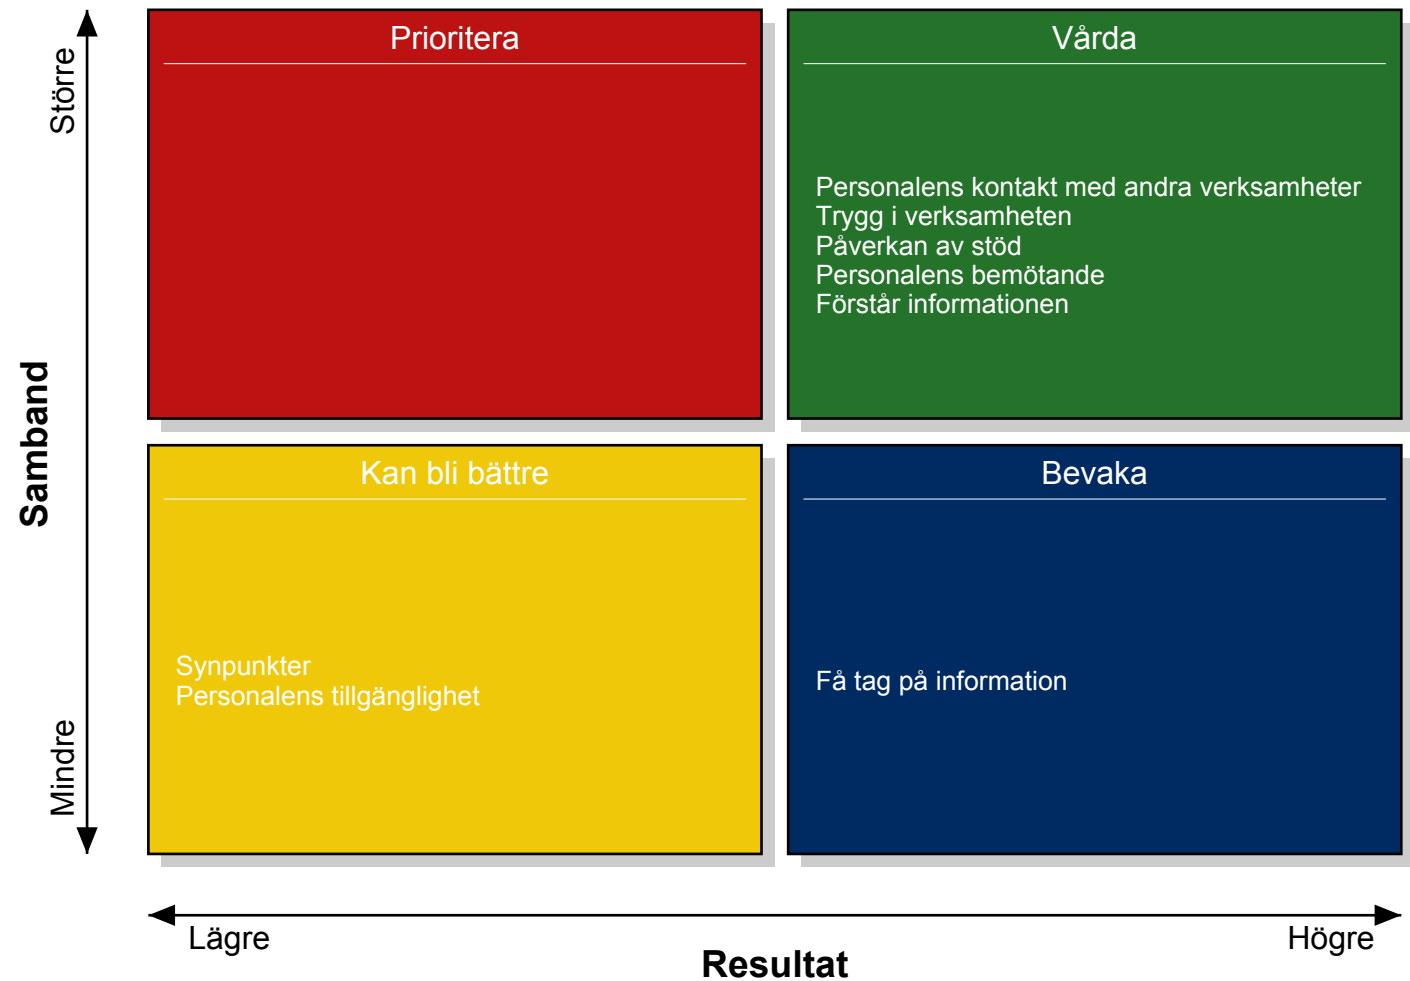 Prioritera
Vårda
Större
Personalens kontakt med andra verksamheter
Trygg i verksamheten
Påverkan av stöd
Personalens bemötande
Förstår informationen
Samband
Kan bli bättre
Bevaka
Synpunkter
Personalens tillgänglighet
Få tag på information
Mindre
Lägre
Högre
Resultat